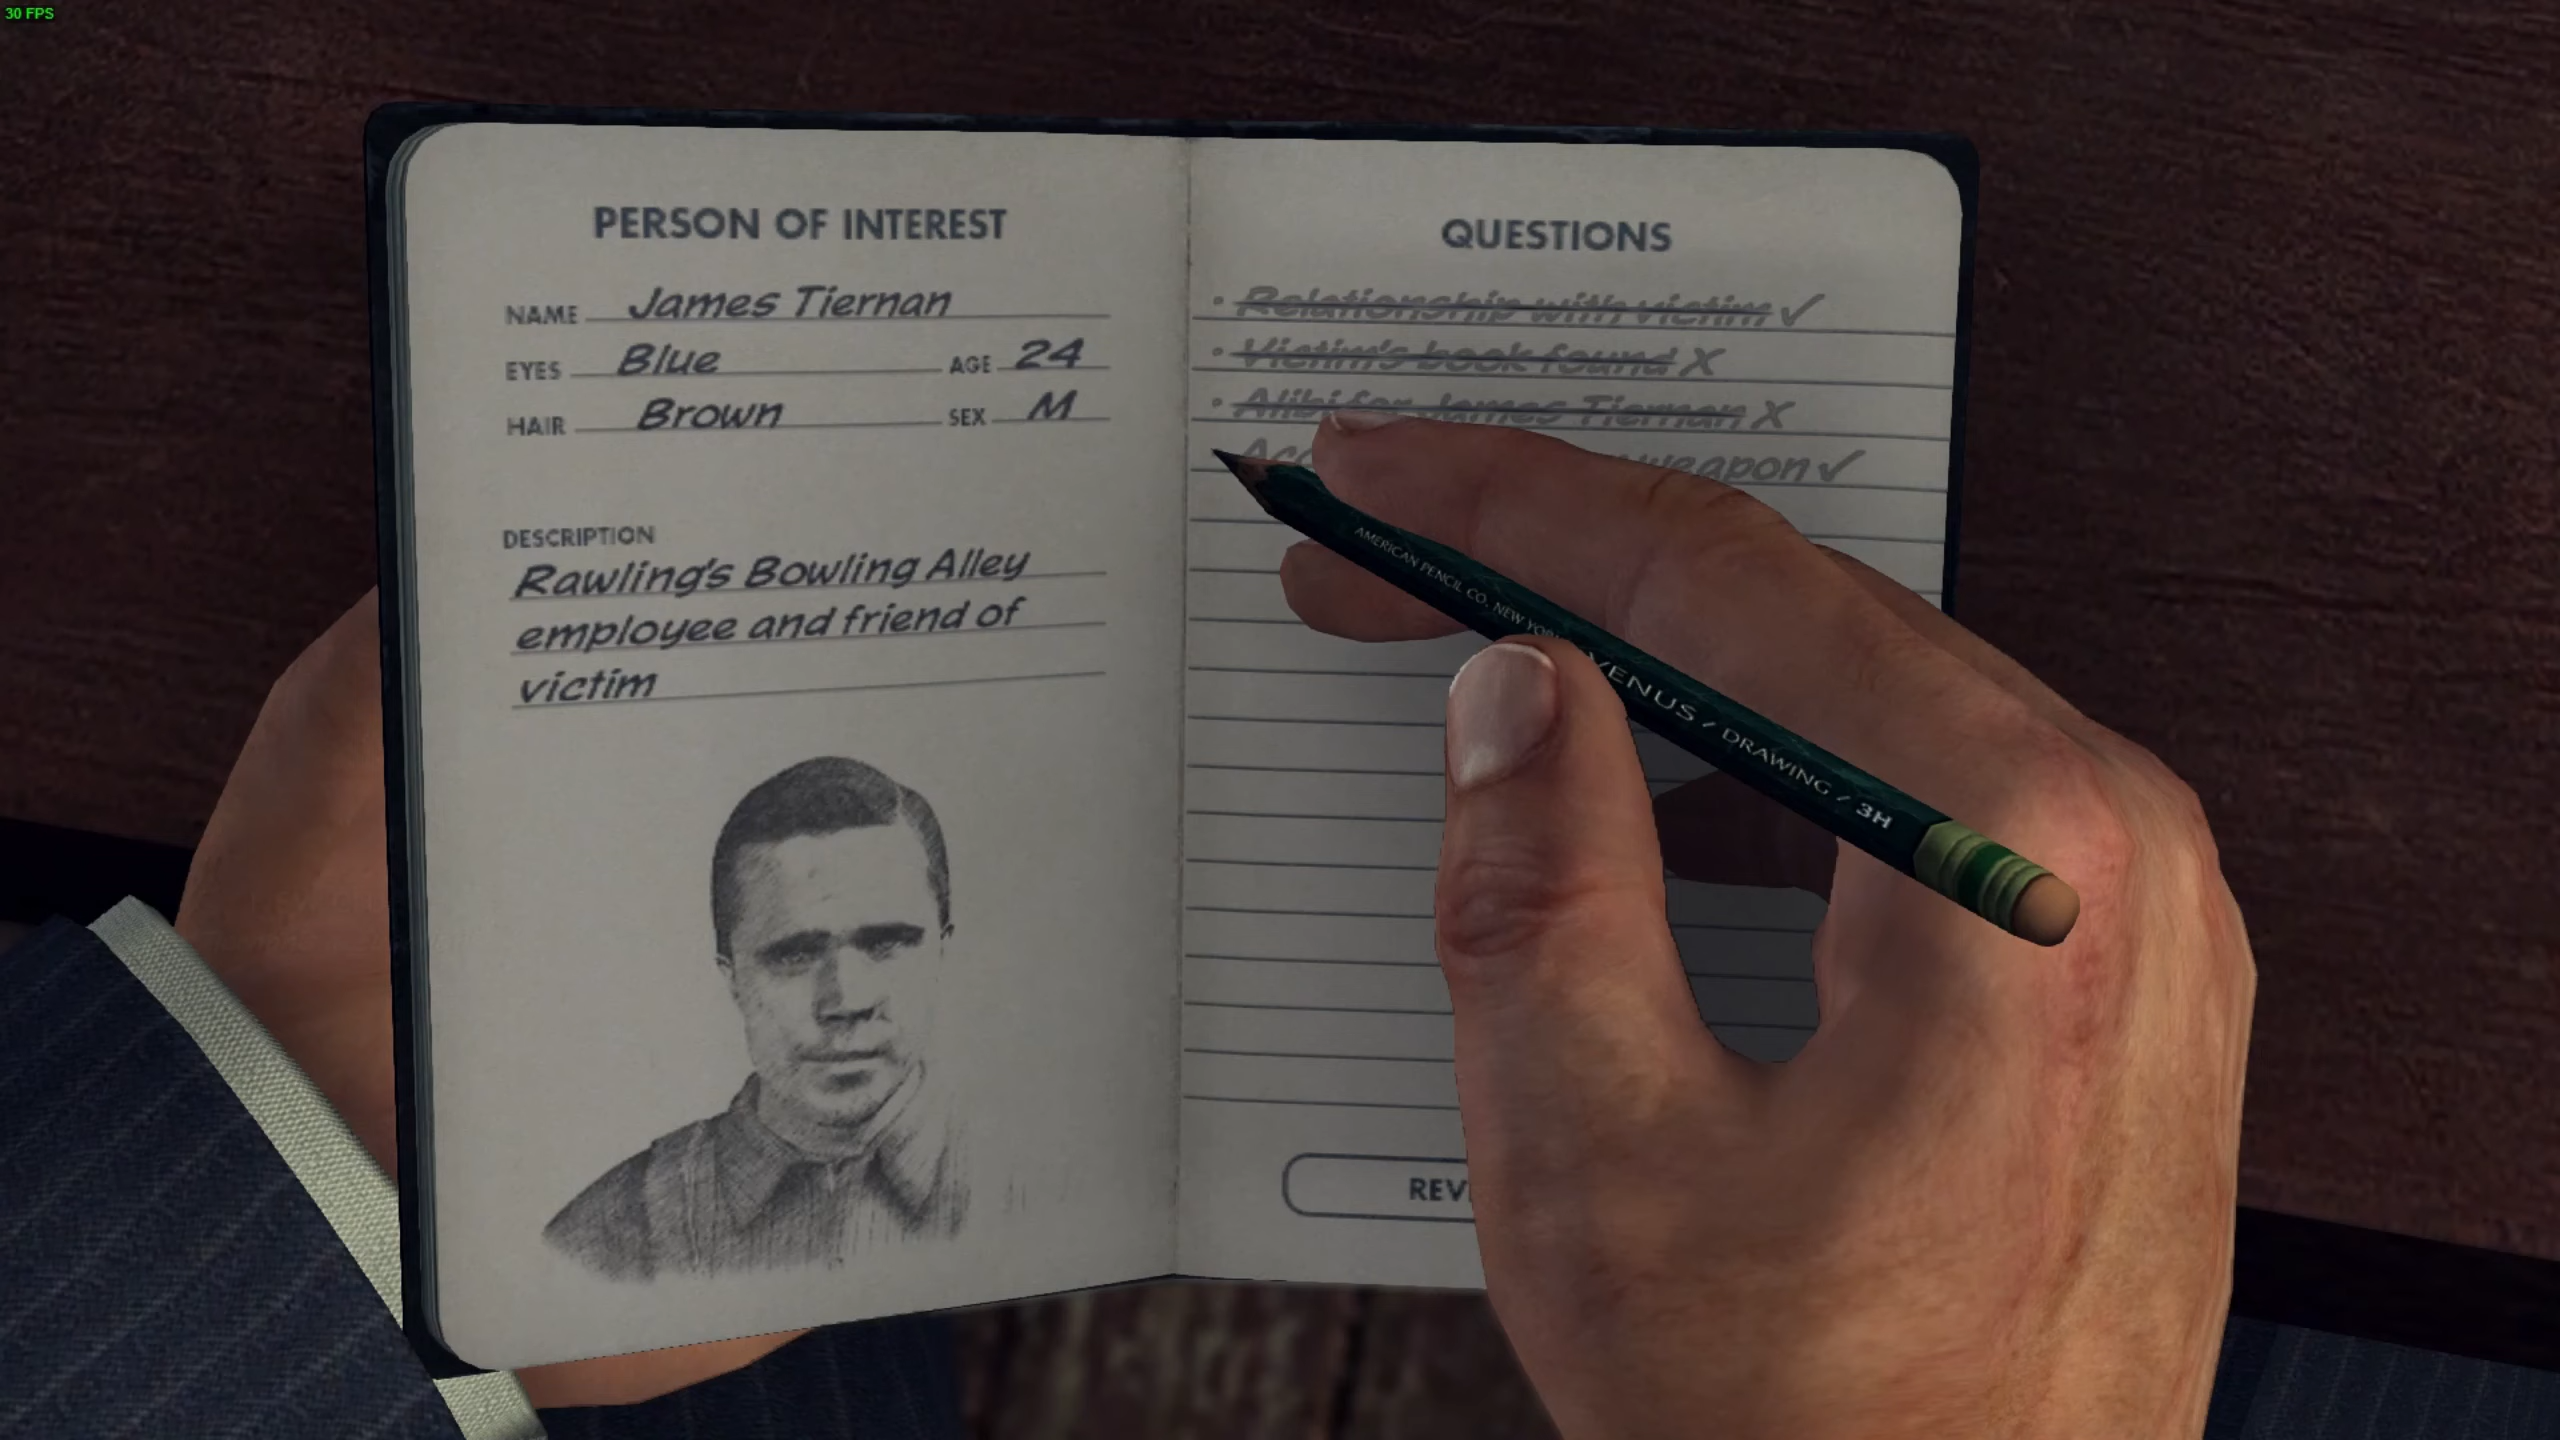 30 FPS
PERSON OF INTEREST
NAME James Tiernan
EYES Blue AGE 24
HAIR Brown SEX M
DESCRIPTION
Rawling's Bowling Alley
employee and friend of
victim
QUESTIONS
• Relationship with victim ✓
• Victim's book found X
• Alibi for James Tiernan X
weapon ✓
AMERICAN PENCIL CO. NEW YORK
VENUS / DRAWING / 3H